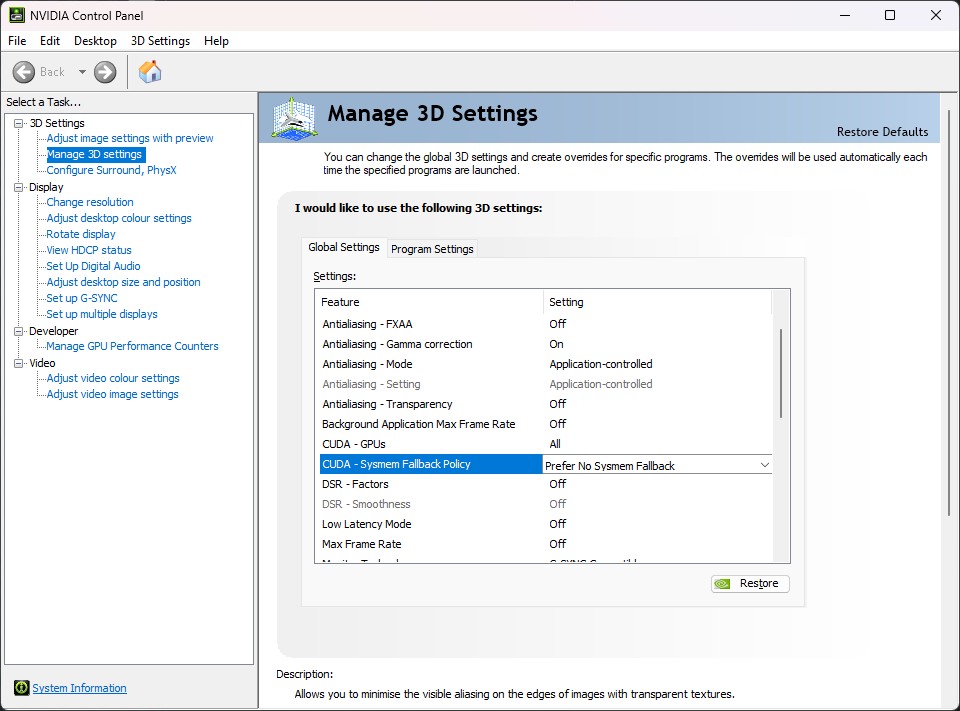 NVIDIA Control Panel
File Edit Desktop 3D Settings Help
Back
Select a Task...
3D Settings
Adjust image settings with preview
Manage 3D settings
Configure Surround, PhysX
Display
Change resolution
Adjust desktop colour settings
Rotate display
View HDCP status
Set Up Digital Audio
Adjust desktop size and position
Set up G-SYNC
Set up multiple displays
Developer
Manage GPU Performance Counters
Video
Adjust video colour settings
Adjust video image settings
System Information
Manage 3D Settings
Restore Defaults
You can change the global 3D settings and create overrides for specific programs. The overrides will be used automatically each
time the specified programs are launched.
I would like to use the following 3D settings:
Global Settings Program Settings
Settings:
Feature Setting
Antialiasing - FXAA Off
Antialiasing - Gamma correction On
Antialiasing - Mode Application-controlled
Antialiasing - Setting Application-controlled
Antialiasing - Transparency Off
Background Application Max Frame Rate Off
CUDA - GPUs All
CUDA - Sysmem Fallback Policy Prefer No Sysmem Fallback
DSR - Factors Off
DSR - Smoothness Off
Low Latency Mode Off
Max Frame Rate Off
Restore
Description:
Allows you to minimise the visible aliasing on the edges of images with transparent textures.